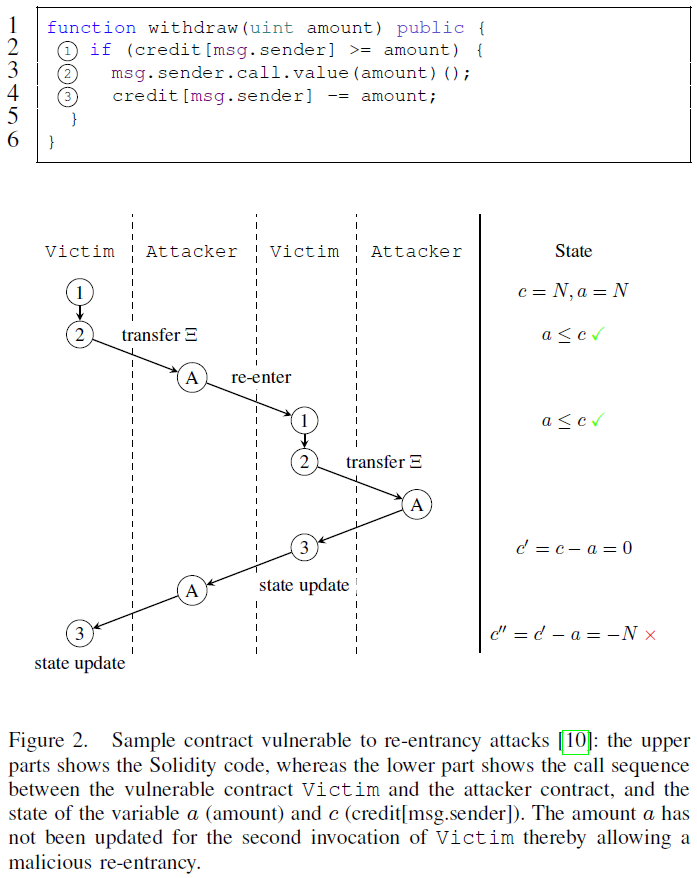 1 function withdraw(uint amount) public {
2 ① if (credit[msg.sender] >= amount) {
3 ② msg.sender.call.value(amount)();
4 ③ credit[msg.sender] -= amount;
5 }
6 }
Victim Attacker Victim Attacker State
1 c = N, a = N
2 transfer Ξ a ≤ c ✓
A re-enter
1 a ≤ c ✓
2 transfer Ξ
A
3 c′ = c − a = 0
A state update
3 c′′ = c′ − a = −N ×
state update
Figure 2. Sample contract vulnerable to re-entrancy attacks [10]: the upper
parts shows the Solidity code, whereas the lower part shows the call sequence
between the vulnerable contract Victim and the attacker contract, and the
state of the variable a (amount) and c (credit[msg.sender]). The amount a has
not been updated for the second invocation of Victim thereby allowing a
malicious re-entrancy.